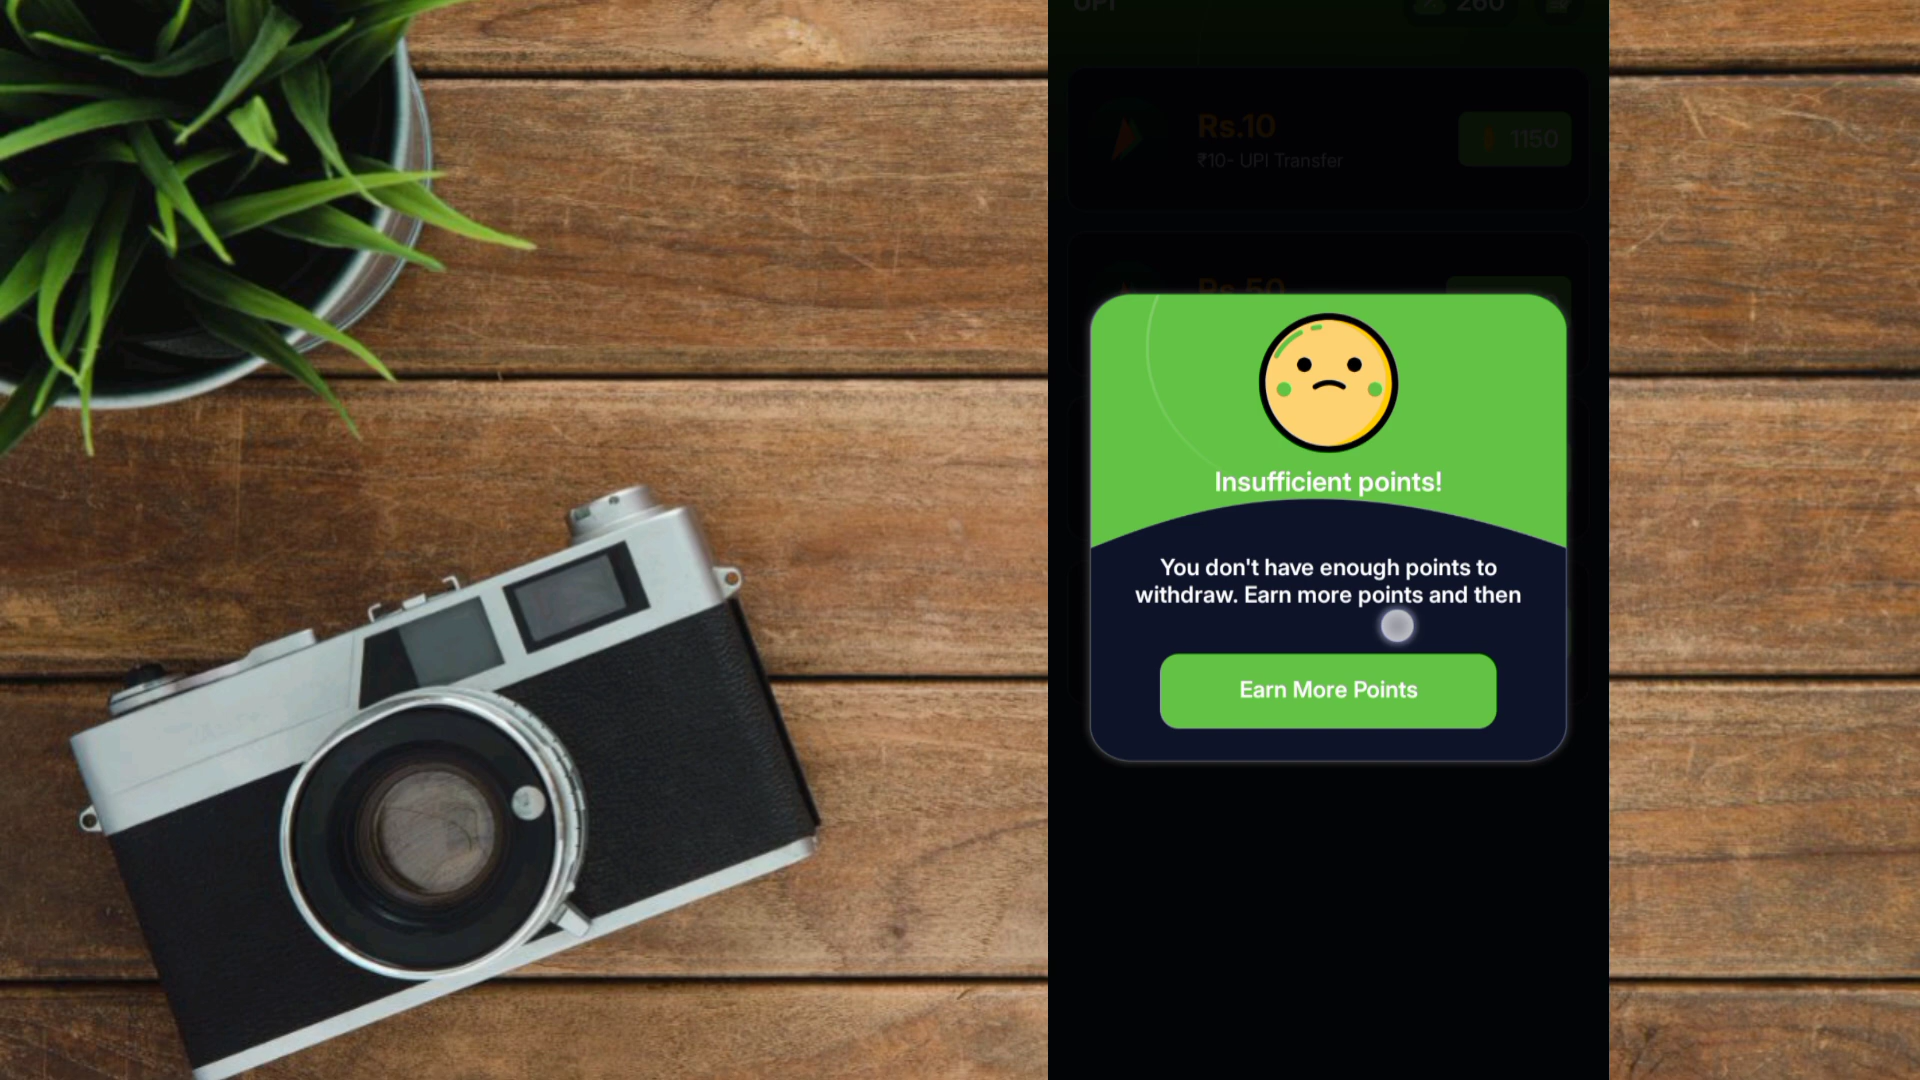 UPI
260
Rs.10
1150
₹10- UPI Transfer
Rs.50
Insufficient points!
You don't have enough points to
withdraw. Earn more points and then
Earn More Points